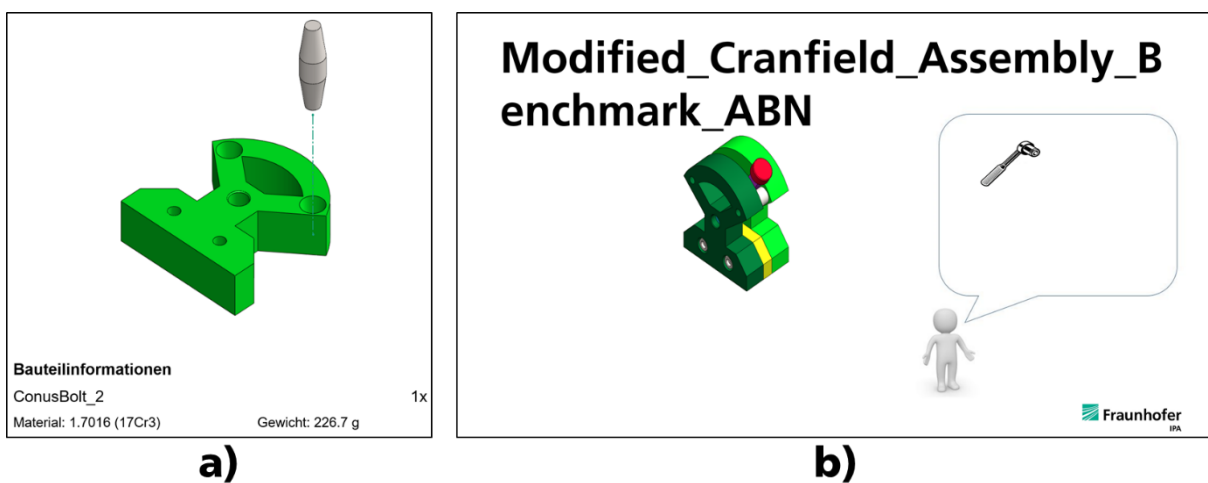 Bauteilinformationen
ConusBolt_2 1x
Material: 1.7016 (17Cr3) Gewicht: 226.7 g
a)
Modified_Cranfield_Assembly_B
enchmark_ABN
Fraunhofer
IPA
b)